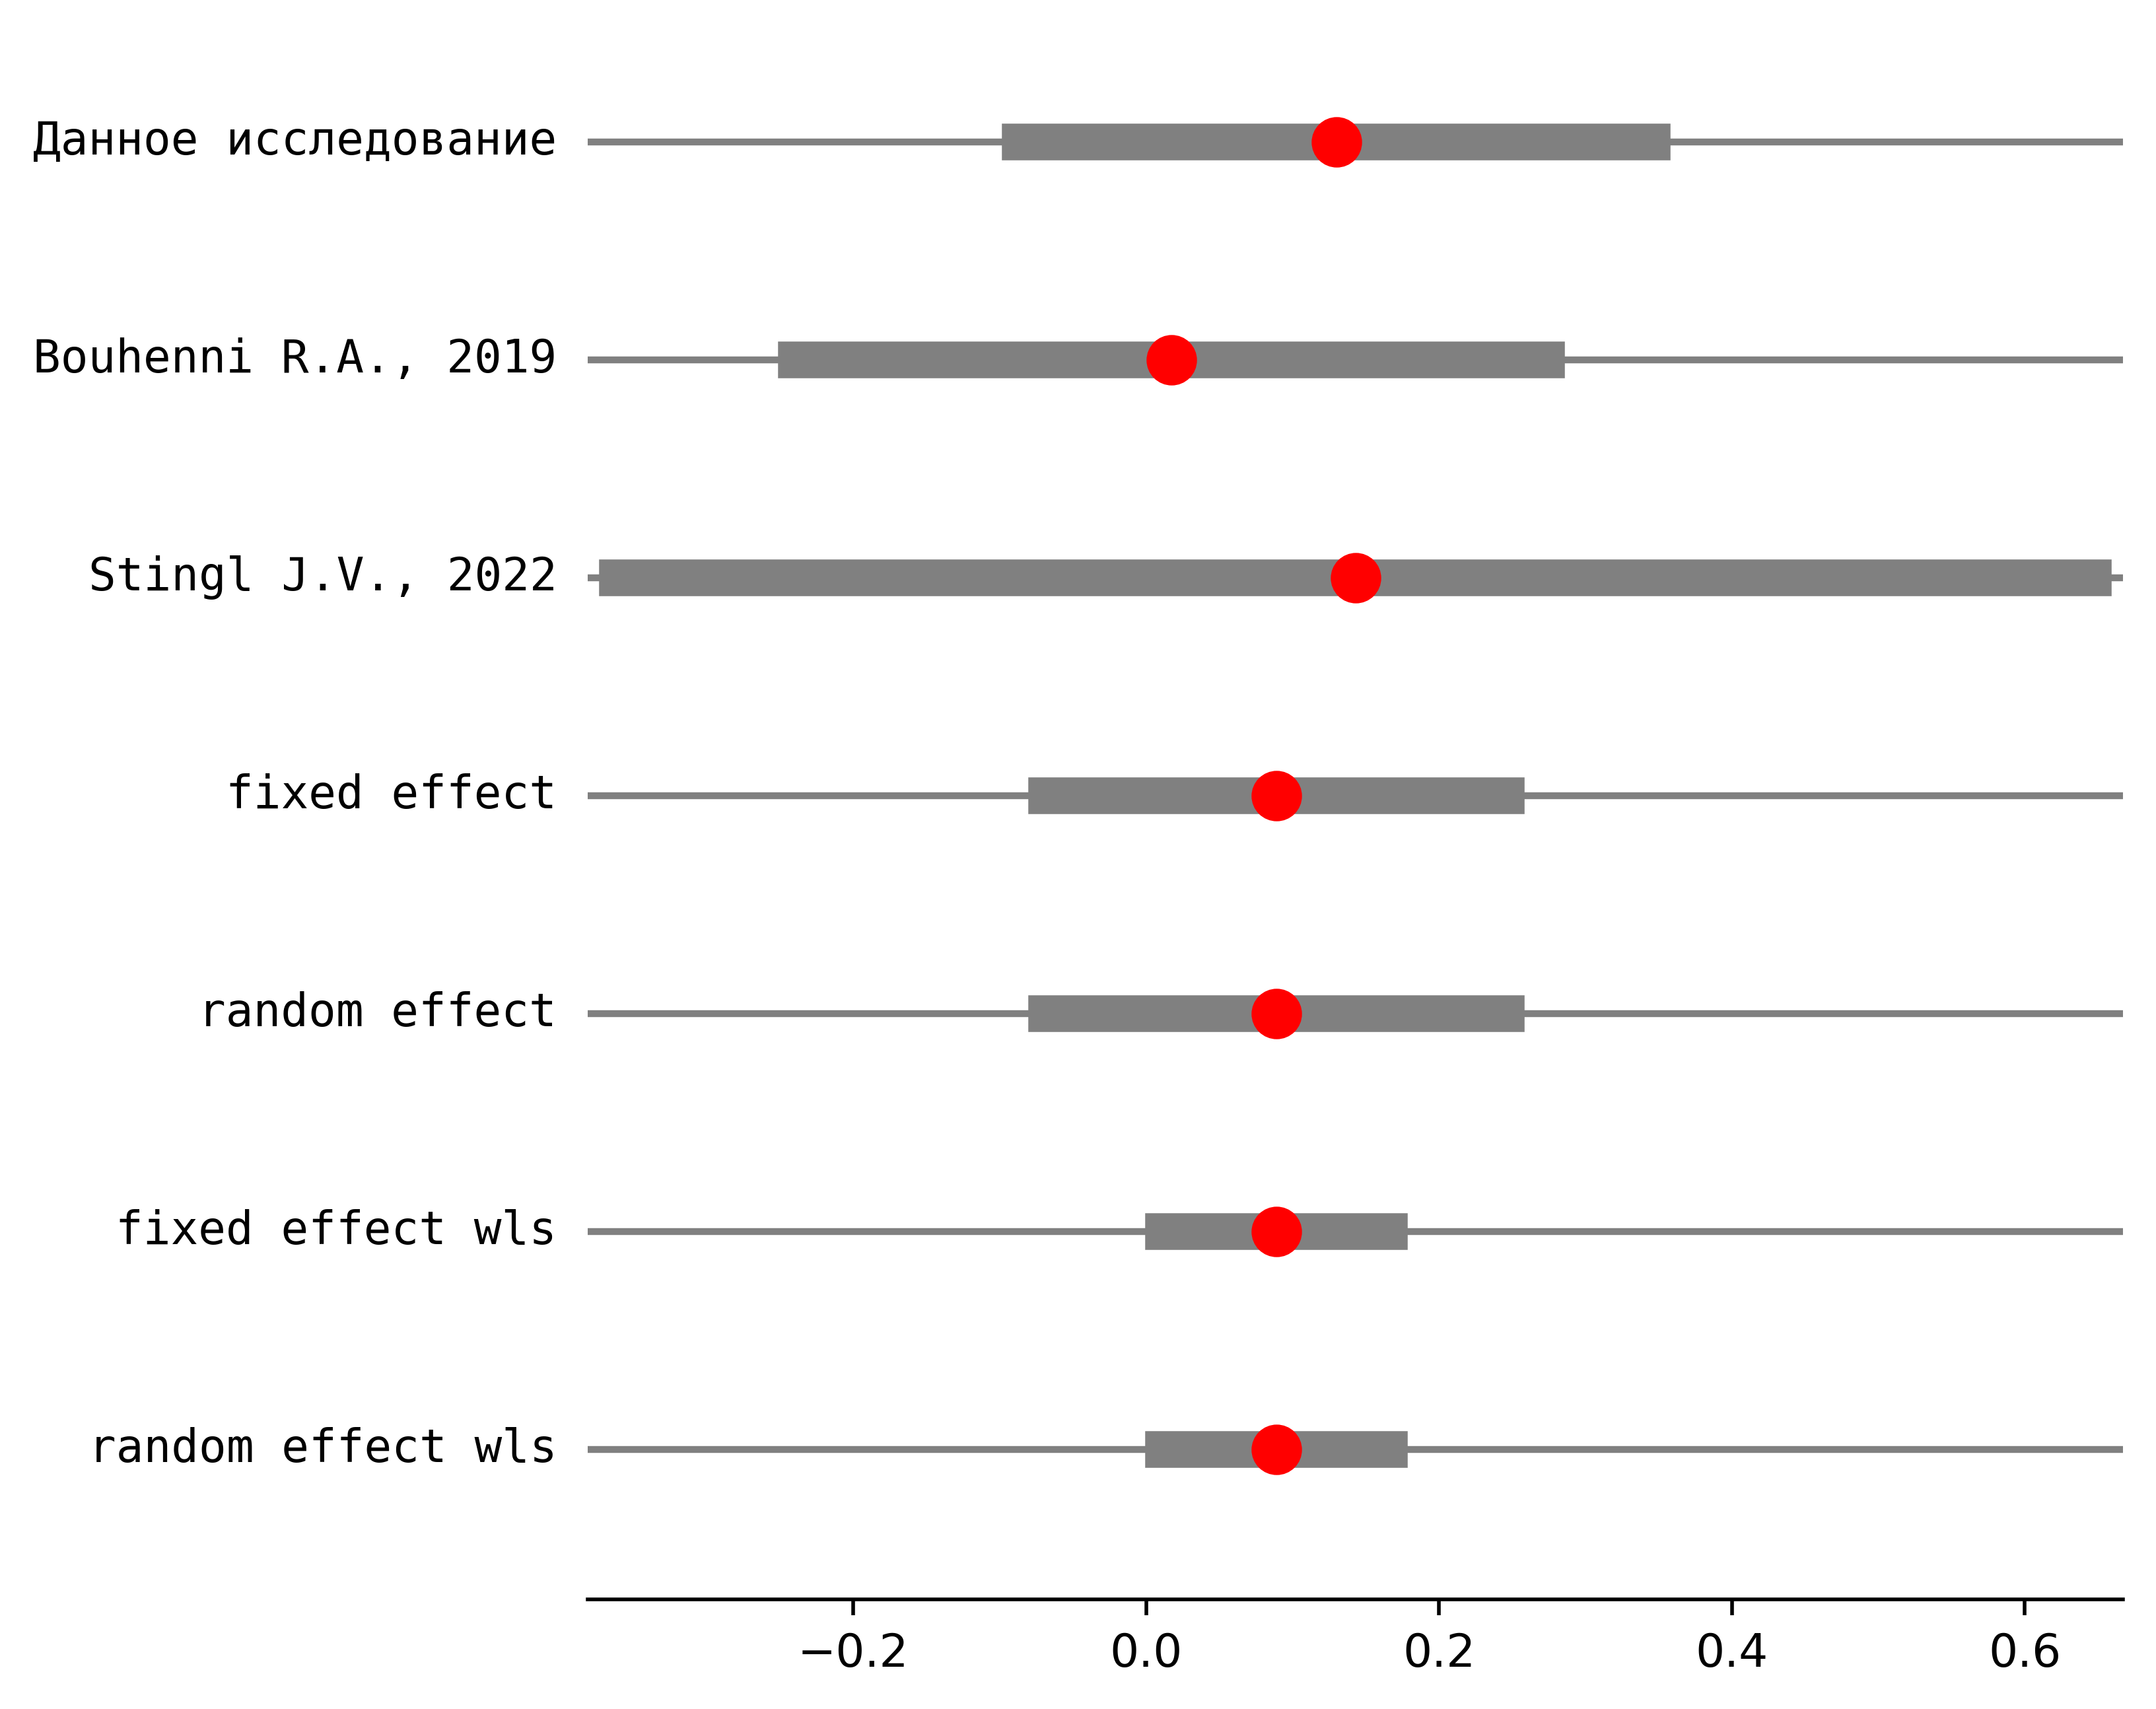 Данное исследование
Bouhenni R.A., 2019
Stingl J.V., 2022
fixed effect
random effect
fixed effect wls
random effect wls
−0.2 0.0 0.2 0.4 0.6